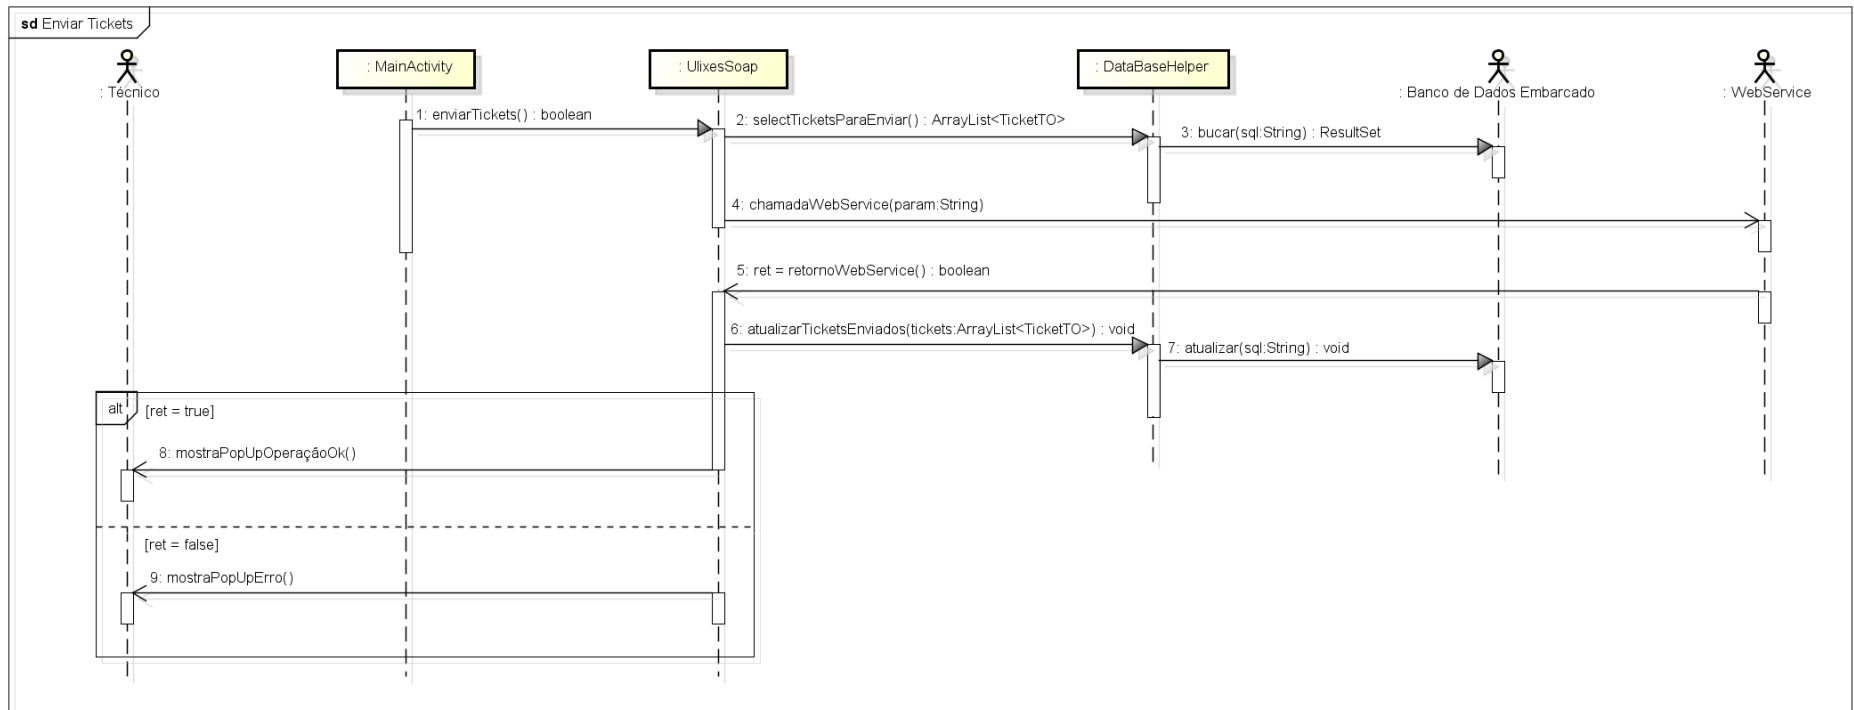 sd Enviar Tickets
: Técnico
: MainActivity
: UlixesSoap
: DataBaseHelper
: Banco de Dados Embarcado
: WebService
1: enviarTickets() : boolean
2: selectTicketsParaEnviar() : ArrayList<TicketTO>
3: bucar(sql:String) : ResultSet
4: chamadaWebService(param:String)
5: ret = retornoWebService() : boolean
6: atualizarTicketsEnviados(tickets:ArrayList<TicketTO>) : void
7: atualizar(sql:String) : void
alt
[ret = true]
8: mostraPopUpOperaçãoOk()
[ret = false]
9: mostraPopUpErro()